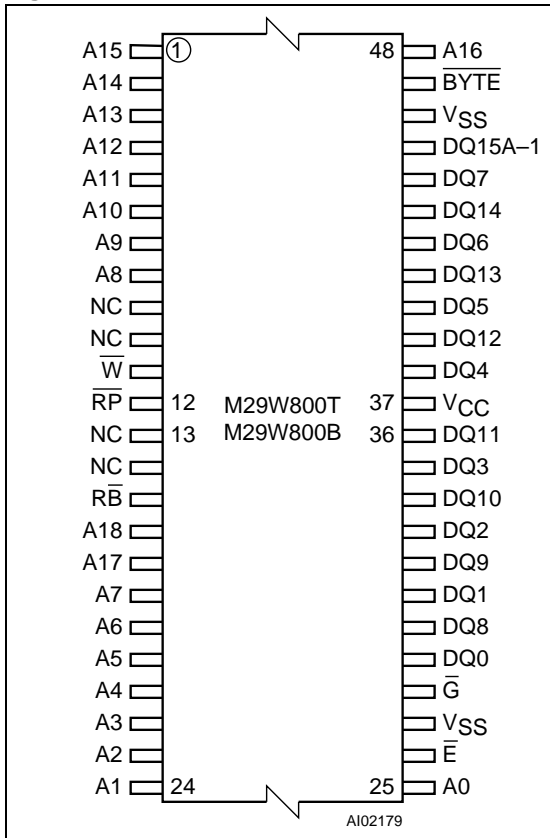 A15 1 48 A16
A14 B̅Y̅T̅E̅
A13 VSS
A12 DQ15A–1
A11 DQ7
A10 DQ14
A9 DQ6
A8 DQ13
NC DQ5
NC DQ12
W̅ DQ4
R̅P̅ 12 M29W800T 37 VCC
NC 13 M29W800B 36 DQ11
NC DQ3
RB̅ DQ10
A18 DQ2
A17 DQ9
A7 DQ1
A6 DQ8
A5 DQ0
A4 G̅
A3 VSS
A2 E̅
A1 24 25 A0
AI02179